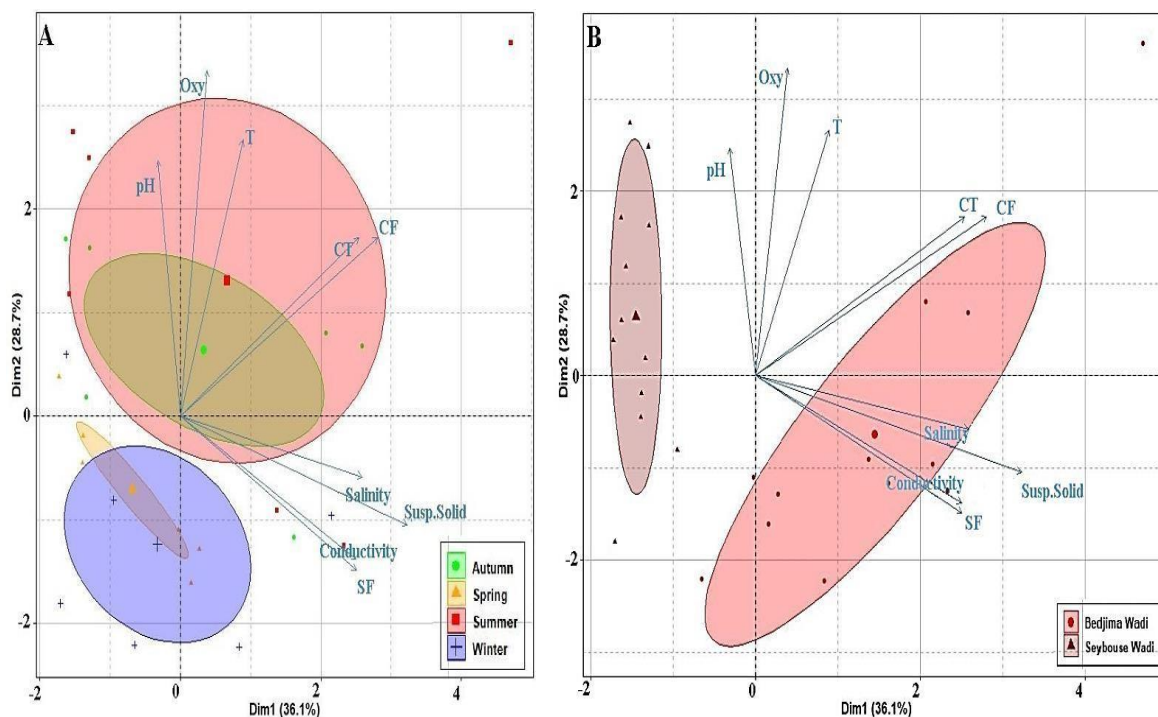 A
Oxy
T
pH
CT
CF
Salinity
Susp.Solid
Conductivity
SF
Autumn
Spring
Summer
Winter
2
0
-2
-2
0
2
4
Dim2 (28.7%)
Dim1 (36.1%)
B
Oxy
T
pH
CT
CF
Salinity
Conductivity
Susp.Solid
SF
Bedjima Wadi
Seybouse Wadi
2
0
-2
-2
0
2
4
Dim2 (28.7%)
Dim1 (36.1%)